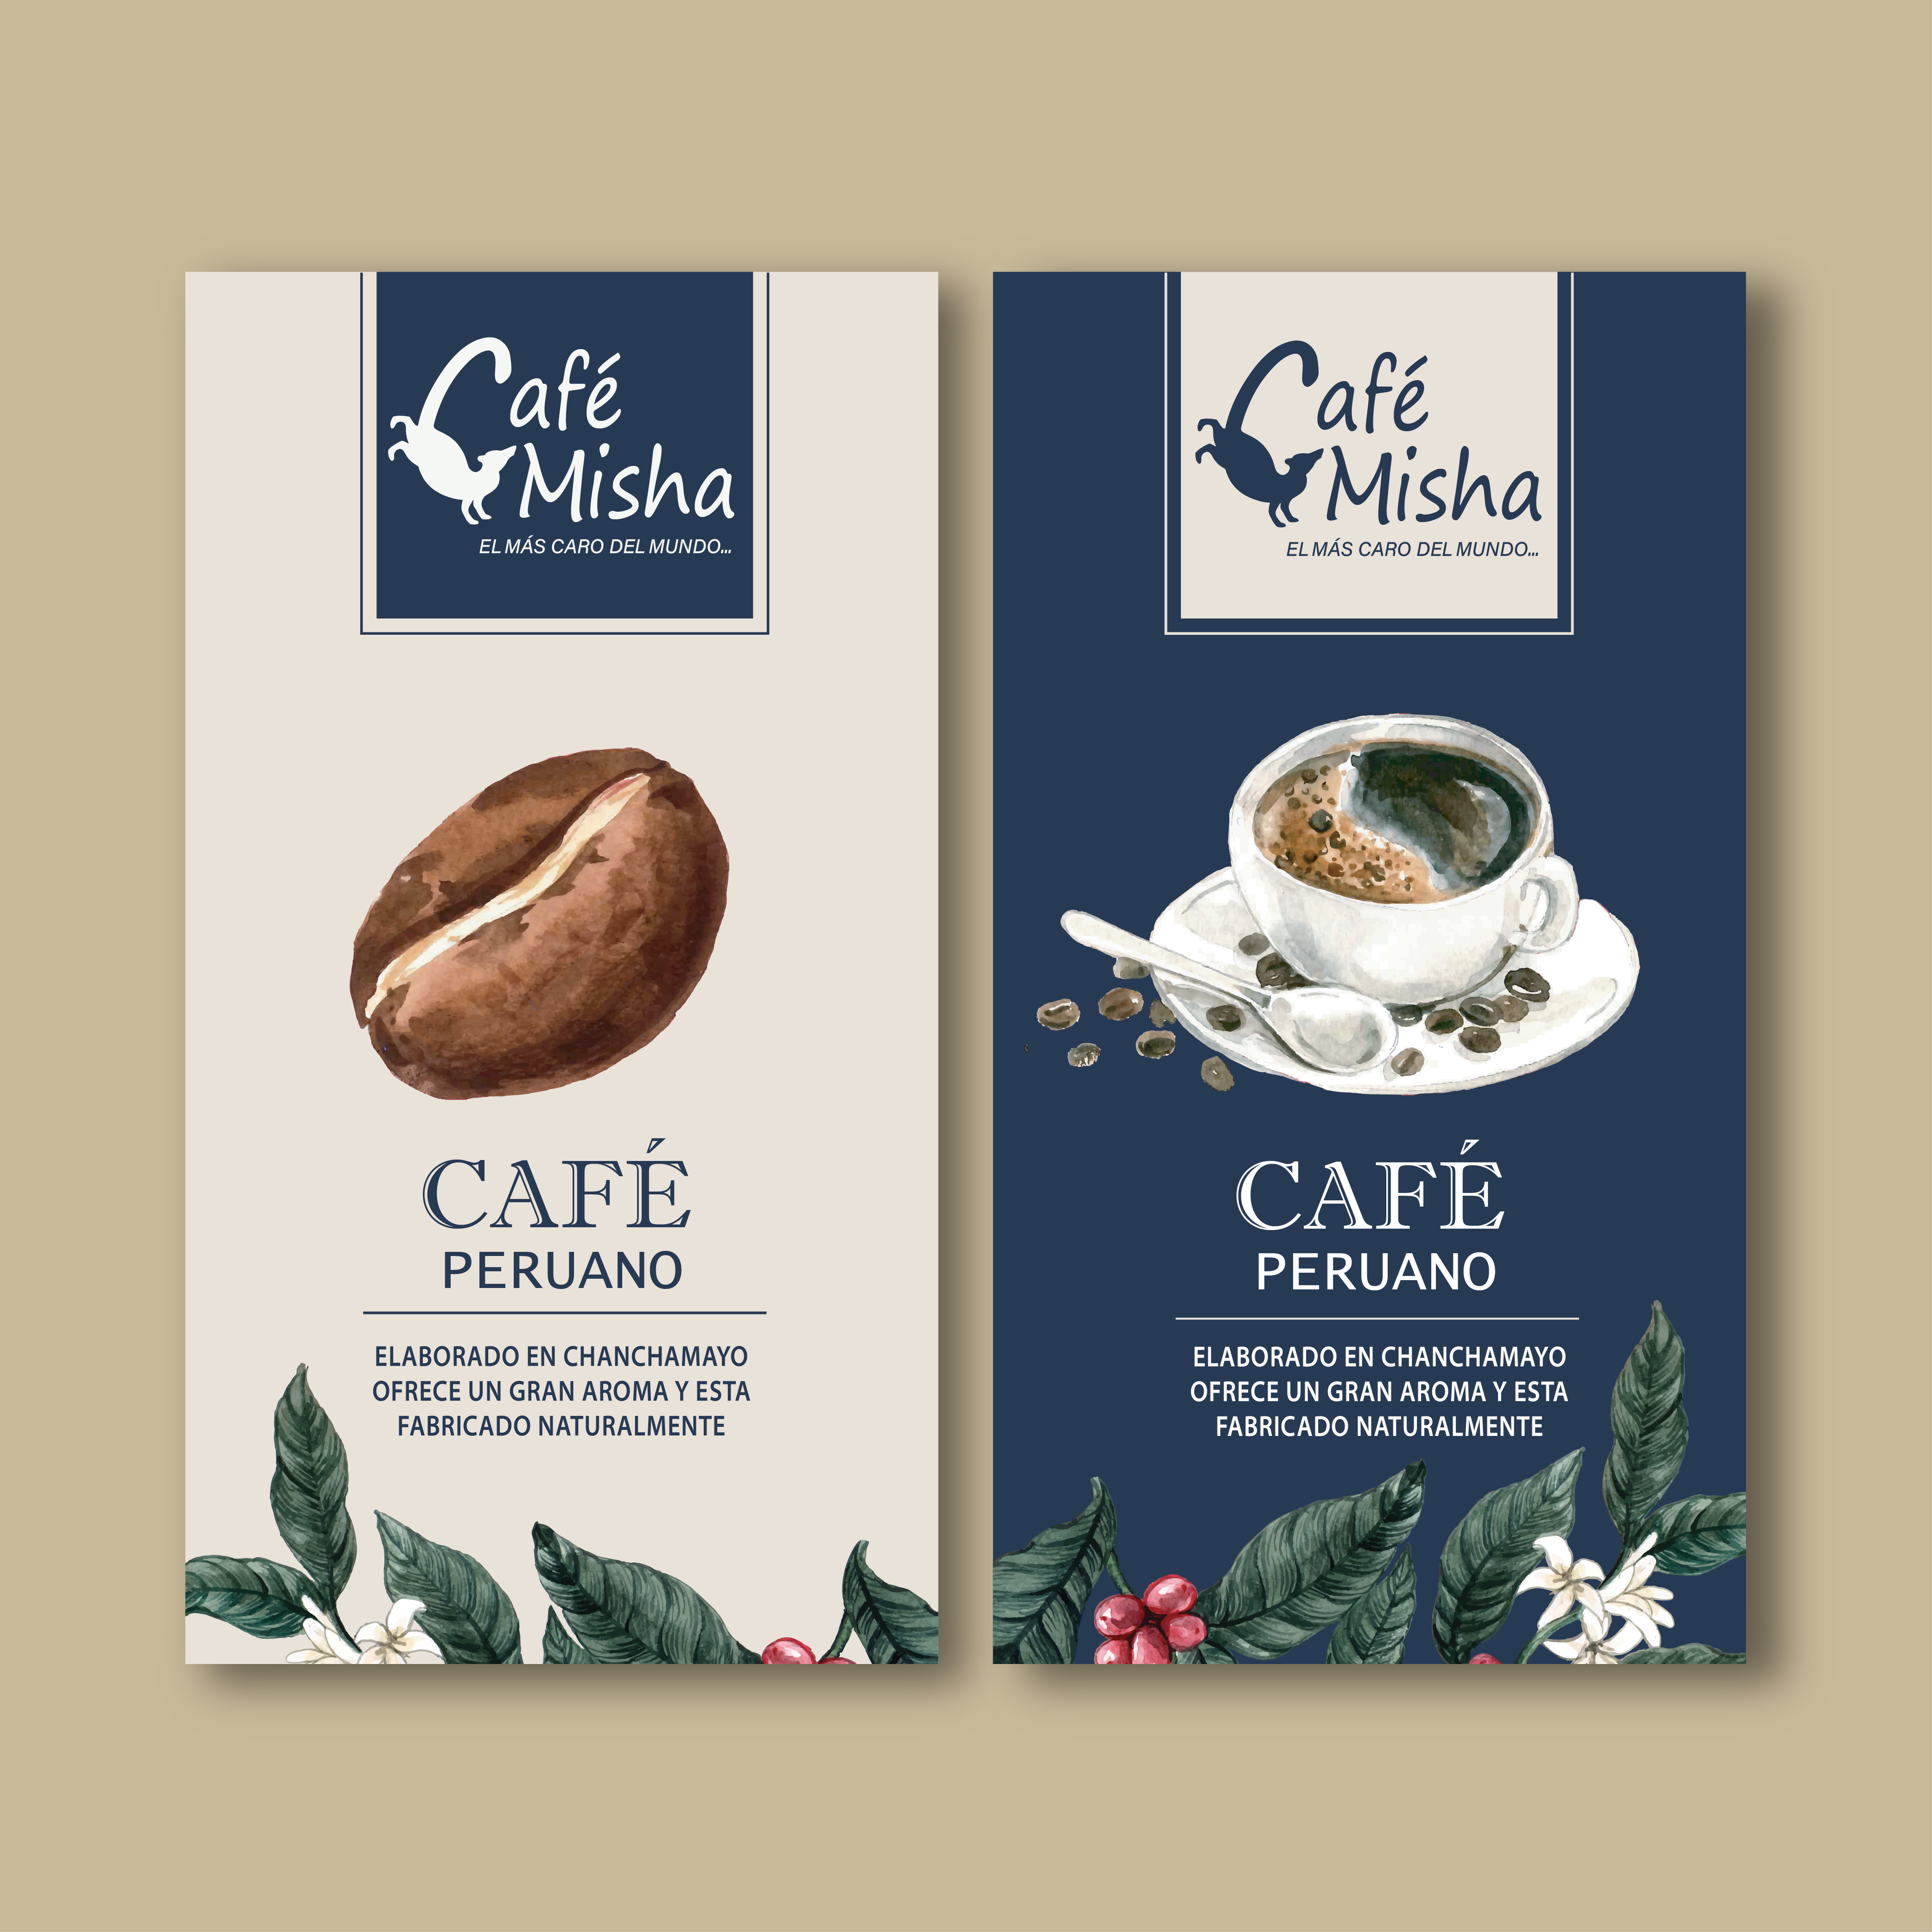 Café
Misha
EL MÁS CARO DEL MUNDO...
CAFÉ
PERUANO
ELABORADO EN CHANCHAMAYO
OFRECE UN GRAN AROMA Y ESTA
FABRICADO NATURALMENTE
Café
Misha
EL MÁS CARO DEL MUNDO...
CAFÉ
PERUANO
ELABORADO EN CHANCHAMAYO
OFRECE UN GRAN AROMA Y ESTA
FABRICADO NATURALMENTE